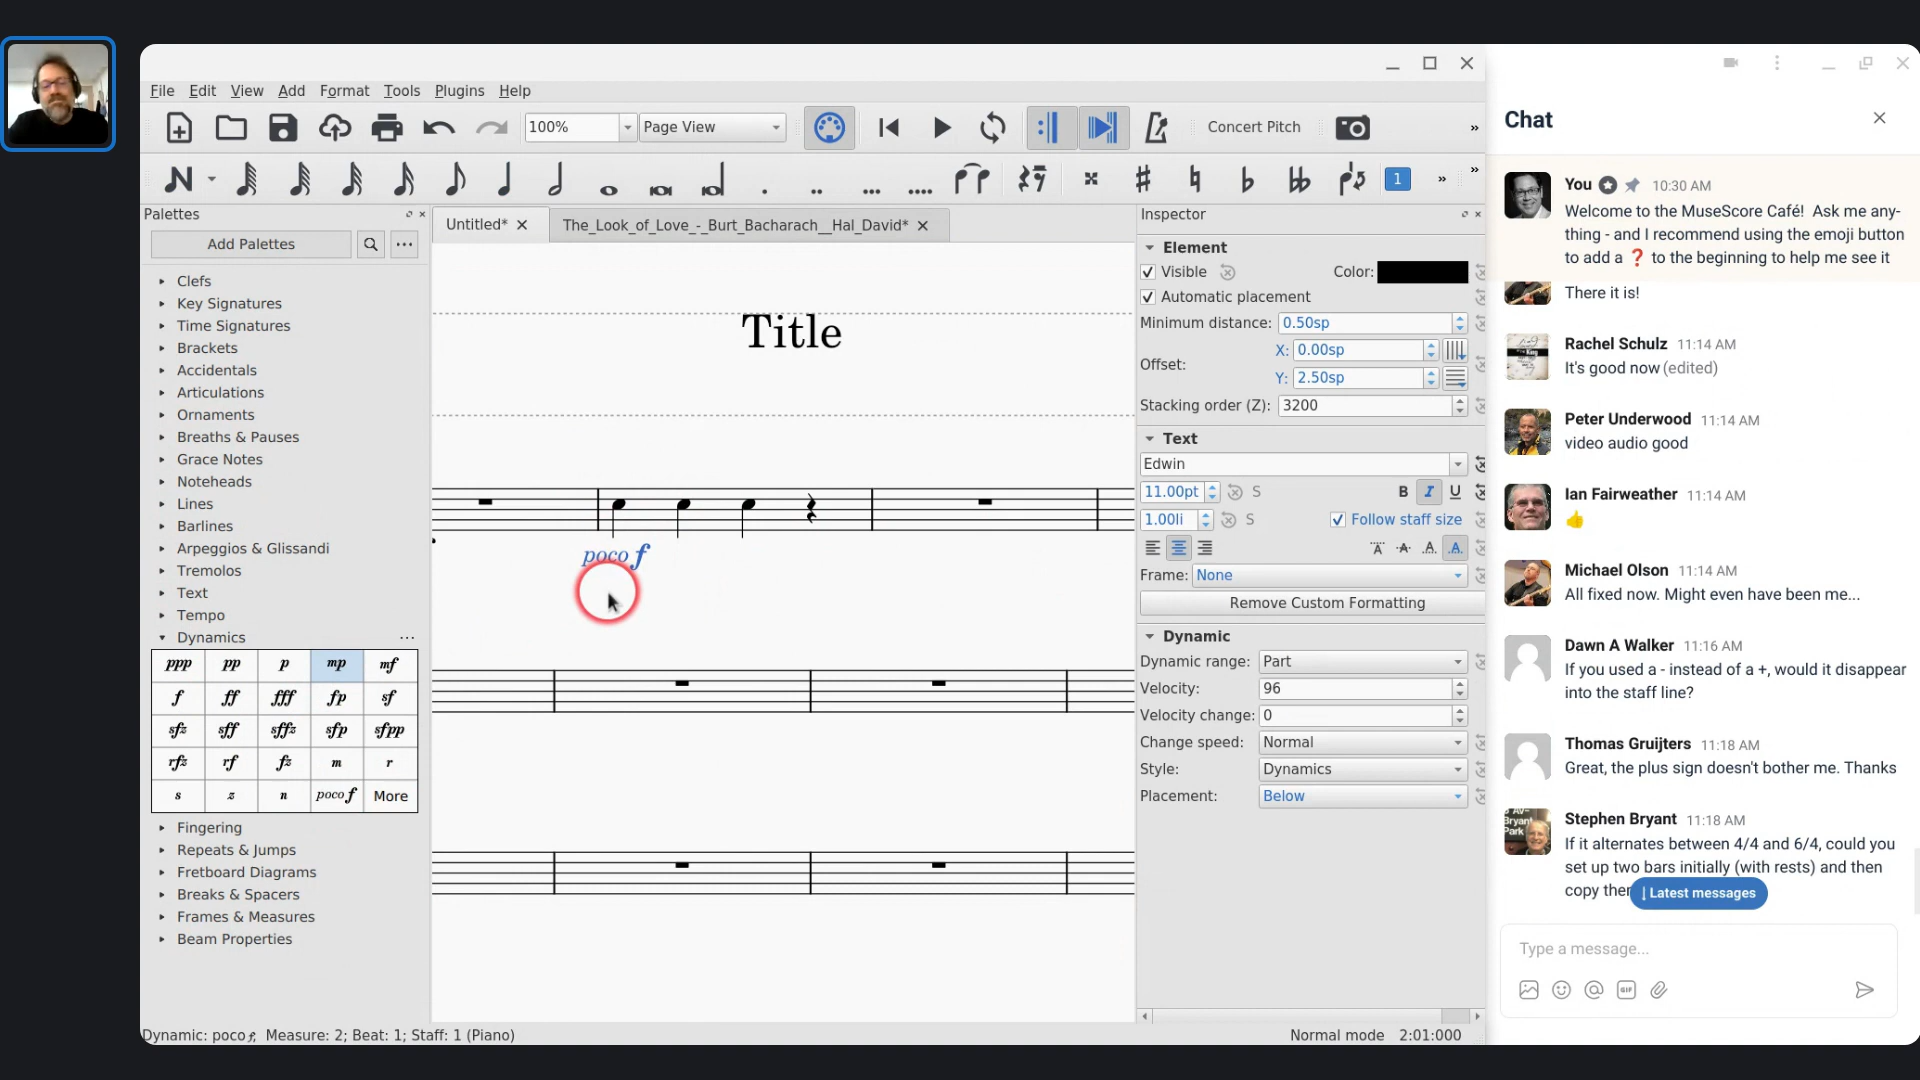 File Edit View Add Format Tools Plugins Help
100%
Page View
Concert Pitch
»
1
»
»
Palettes
Add Palettes
...
Clefs
Key Signatures
Time Signatures
Brackets
Accidentals
Articulations
Ornaments
Breaths & Pauses
Grace Notes
Noteheads
Lines
Barlines
Arpeggios & Glissandi
Tremolos
Text
Tempo
Dynamics
ppp pp p mp mf
f ff fff fp sf
sfz sff sffz sfp sfpp
rfz rf fz m r
s z n poco f More
Fingering
Repeats & Jumps
Fretboard Diagrams
Breaks & Spacers
Frames & Measures
Beam Properties
Untitled*
The_Look_of_Love_-_Burt_Bacharach__Hal_David*
Title
poco f
Inspector
Element
Visible
Color:
Automatic placement
Minimum distance: 0.50sp
Offset:
X: 0.00sp
Y: 2.50sp
Stacking order (Z): 3200
Text
Edwin
11.00pt S B I U
1.00li S Follow staff size
Frame: None
Remove Custom Formatting
Dynamic
Dynamic range: Part
Velocity: 96
Velocity change: 0
Change speed: Normal
Style: Dynamics
Placement: Below
Dynamic: poco f; Measure: 2; Beat: 1; Staff: 1 (Piano)
Normal mode 2:01:000
Chat
You 10:30 AM
Welcome to the MuseScore Café! Ask me any-
thing - and I recommend using the emoji button
to add a ❓ to the beginning to help me see it
There it is!
Rachel Schulz 11:14 AM
It's good now (edited)
Peter Underwood 11:14 AM
video audio good
Ian Fairweather 11:14 AM
👍
Michael Olson 11:14 AM
All fixed now. Might even have been me...
Dawn A Walker 11:16 AM
If you used a - instead of a +, would it disappear
into the staff line?
Thomas Gruijters 11:18 AM
Great, the plus sign doesn't bother me. Thanks
Stephen Bryant 11:18 AM
If it alternates between 4/4 and 6/4, could you
set up two bars initially (with rests) and then
copy
Latest messages
Type a message...
GIF